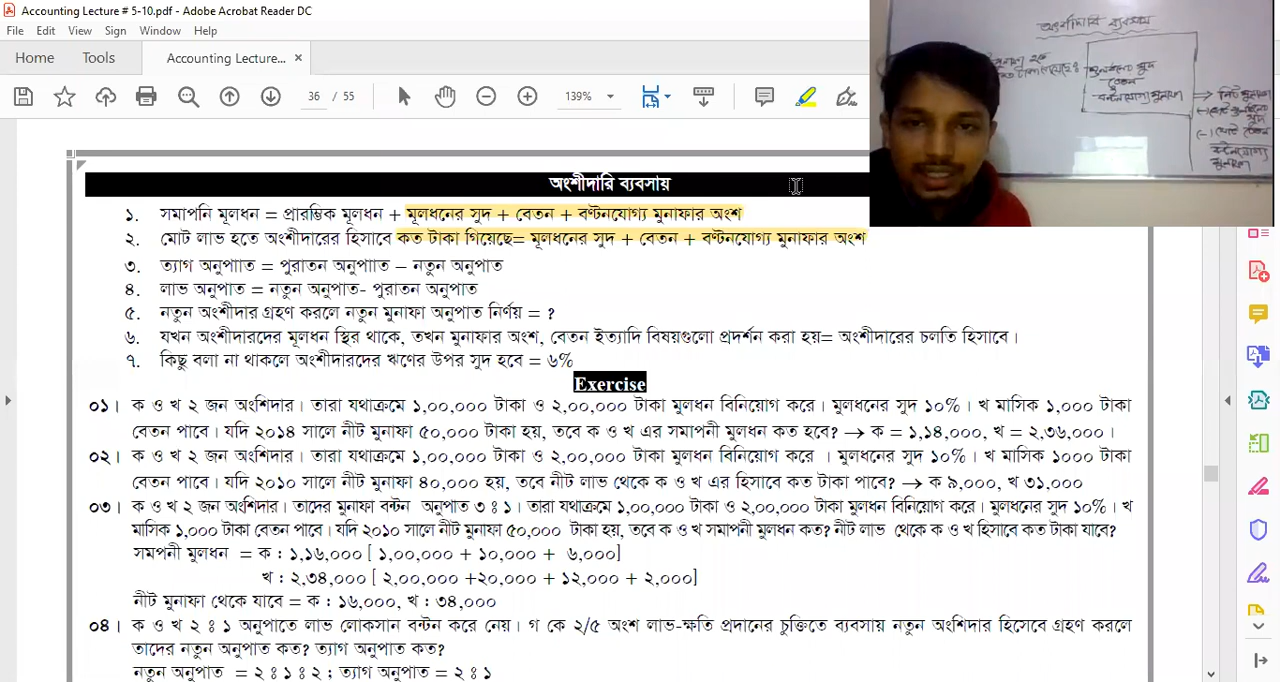 Accounting Lecture # 5-10.pdf - Adobe Acrobat Reader DC
File Edit View Sign Window Help
Home Tools Accounting Lecture... ×
36 / 55 139%
অংশীদারি ব্যবসায়
অংশীদারি ব্যবসায়
১. সমাপনি মূলধন = প্রারম্ভিক মূলধন + মূলধনের সুদ + বেতন + বণ্টনযোগ্য মুনাফার অংশ
২. মোট লাভ হতে অংশীদারের হিসাবে কত টাকা গিয়েছে= মূলধনের সুদ + বেতন + বণ্টনযোগ্য মুনাফার অংশ
৩. ত্যাগ অনুপাাত = পুরাতন অনুপাাত – নতুন অনুপাত
৪. লাভ অনুপাত = নতুন অনুপাত- পুরাতন অনুপাত
৫. নতুন অংশীদার গ্রহণ করলে নতুন মুনাফা অনুপাত নির্ণয় = ?
৬. যখন অংশীদারদের মূলধন স্থির থাকে, তখন মুনাফার অংশ, বেতন ইত্যাদি বিষয়গুলো প্রদর্শন করা হয়= অংশীদারের চলতি হিসাবে।
৭. কিছু বলা না থাকলে অংশীদারদের ঋণের উপর সুদ হবে = ৬%
Exercise
০১। ক ও খ ২ জন অংশিদার। তারা যথাক্রমে ১,০০,০০০ টাকা ও ২,০০,০০০ টাকা মুলধন বিনিয়োগ করে। মুলধনের সুদ ১০%। খ মাসিক ১,০০০ টাকা
বেতন পাবে। যদি ২০১৪ সালে নীট মুনাফা ৫০,০০০ টাকা হয়, তবে ক ও খ এর সমাপনী মুলধন কত হবে? → ক = ১,১৪,০০০, খ = ২,৩৬,০০০।
০২। ক ও খ ২ জন অংশিদার। তারা যথাক্রমে ১,০০,০০০ টাকা ও ২,০০,০০০ টাকা মুলধন বিনিয়োগ করে । মুলধনের সুদ ১০%। খ মাসিক ১০০০ টাকা
বেতন পাবে। যদি ২০১০ সালে নীট মুনাফা ৪০,০০০ হয়, তবে নীট লাভ থেকে ক ও খ এর হিসাবে কত টাকা পাবে? → ক ৯,০০০, খ ৩১,০০০
০৩। ক ও খ ২ জন অংশিদার। তাদের মুনাফা বন্টন অনুপাত ৩ ঃ ১। তারা যথাক্রমে ১,০০,০০০ টাকা ও ২,০০,০০০ টাকা মুলধন বিনিয়োগ করে। মুলধনের সুদ ১০%। খ
মাসিক ১,০০০ টাকা বেতন পাবে। যদি ২০১০ সালে নীট মুনাফা ৫০,০০০ টাকা হয়, তবে ক ও খ সমাপনী মুলধন কত? নীট লাভ থেকে ক ও খ হিসাবে কত টাকা যাবে?
সমপনী মুলধন = ক : ১,১৬,০০০ [ ১,০০,০০০ + ১০,০০০ + ৬,০০০]
খ : ২,৩৪,০০০ [ ২,০০,০০০ +২০,০০০ + ১২,০০০ + ২,০০০]
নীট মুনাফা থেকে যাবে = ক : ১৬,০০০, খ : ৩৪,০০০
০৪। ক ও খ ২ ঃ ১ অনুপাতে লাভ লোকসান বন্টন করে নেয়। গ কে ২/৫ অংশ লাভ-ক্ষতি প্রদানের চুক্তিতে ব্যবসায় নতুন অংশিদার হিসেবে গ্রহণ করলে
তাদের নতুন অনুপাত কত? ত্যাগ অনুপাত কত?
নতুন অনুপাত = ২ ঃ ১ ঃ ২ ; ত্যাগ অনুপাত = ২ ঃ ১